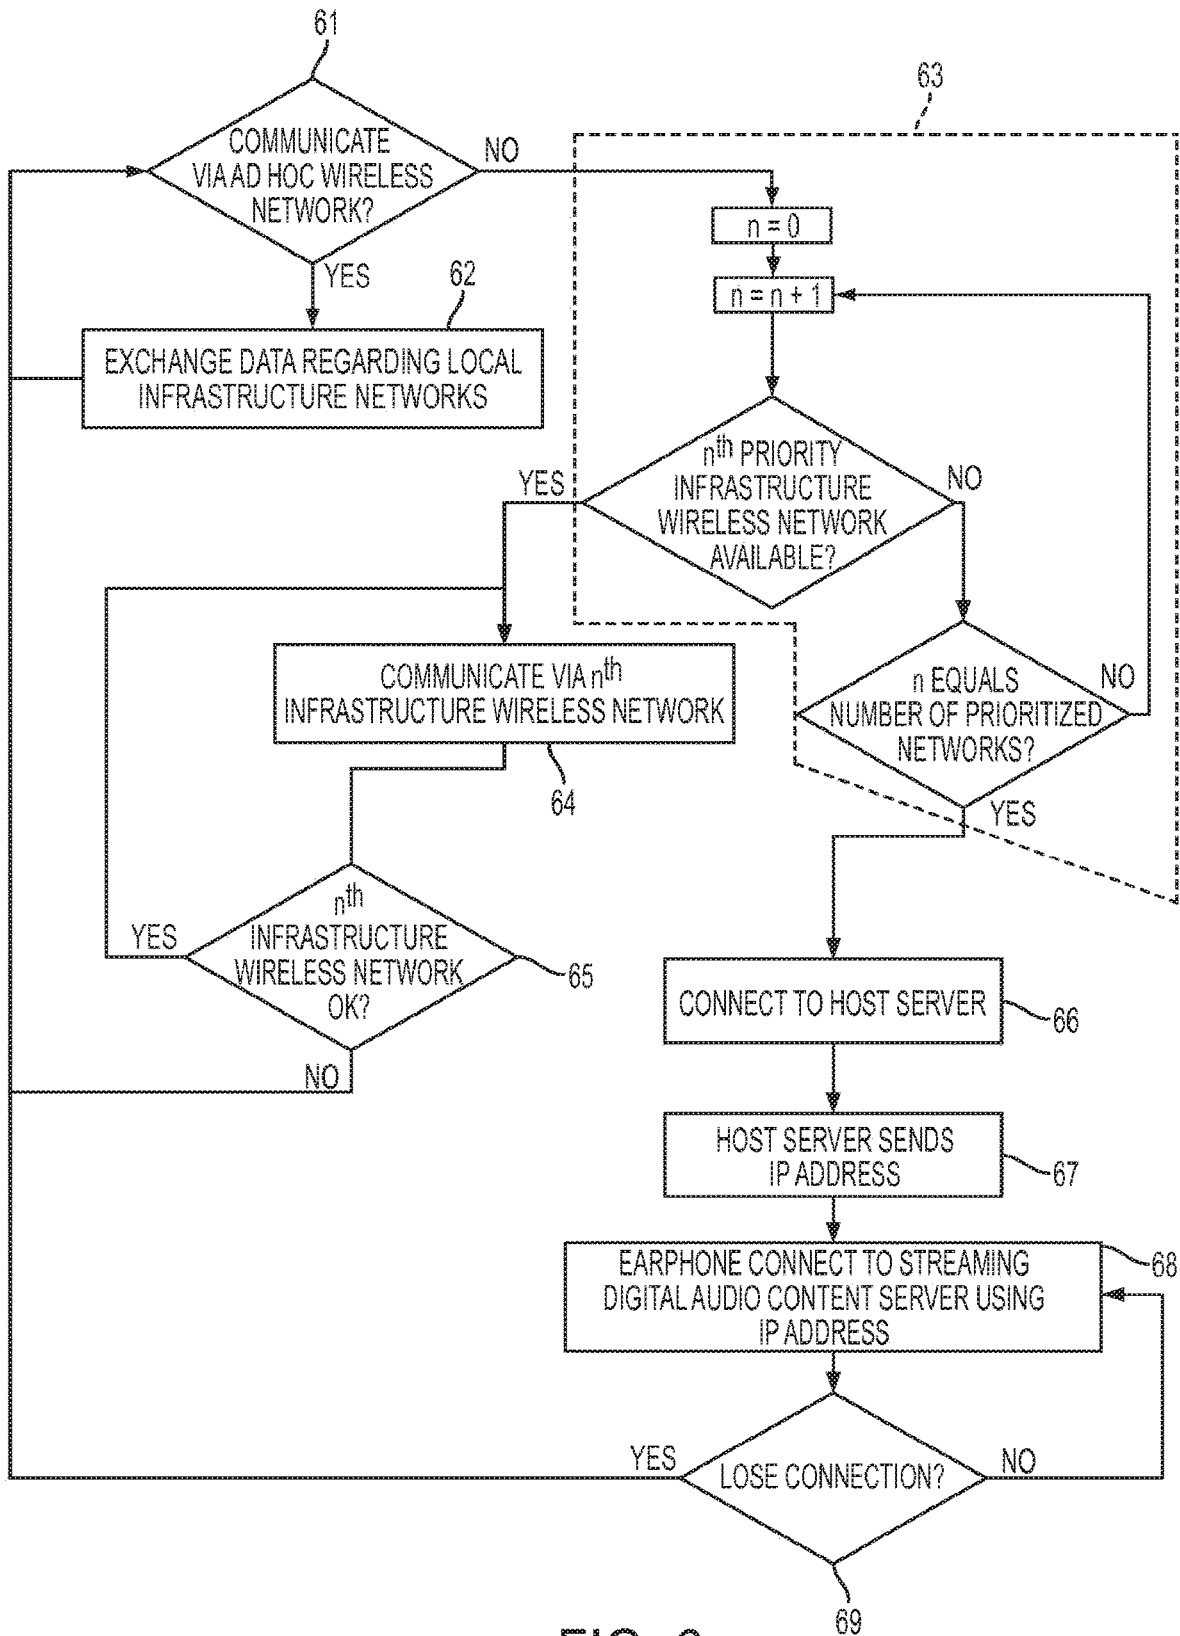 61
COMMUNICATE
VIA AD HOC WIRELESS
NETWORK?
NO
YES
62
EXCHANGE DATA REGARDING LOCAL
INFRASTRUCTURE NETWORKS
63
n = 0
n = n + 1
nth PRIORITY
INFRASTRUCTURE
WIRELESS NETWORK
AVAILABLE?
YES
NO
n EQUALS
NUMBER OF PRIORITIZED
NETWORKS?
NO
YES
COMMUNICATE VIA nth
INFRASTRUCTURE WIRELESS NETWORK
64
nth
INFRASTRUCTURE
WIRELESS NETWORK
OK?
YES
65
NO
CONNECT TO HOST SERVER
66
HOST SERVER SENDS
IP ADDRESS
67
EARPHONE CONNECT TO STREAMING
DIGITAL AUDIO CONTENT SERVER USING
IP ADDRESS
68
LOSE CONNECTION?
YES
NO
69